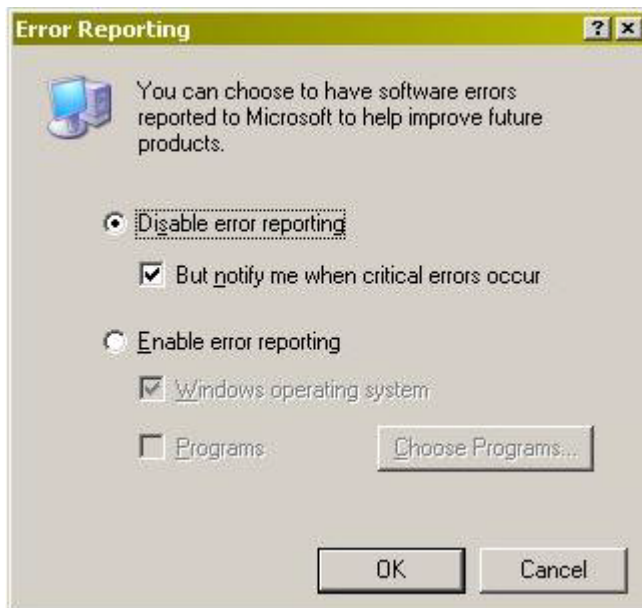 Error Reporting
You can choose to have software errors
reported to Microsoft to help improve future
products.
Disable error reporting
But notify me when critical errors occur
Enable error reporting
Windows operating system
Programs
Choose Programs...
OK
Cancel